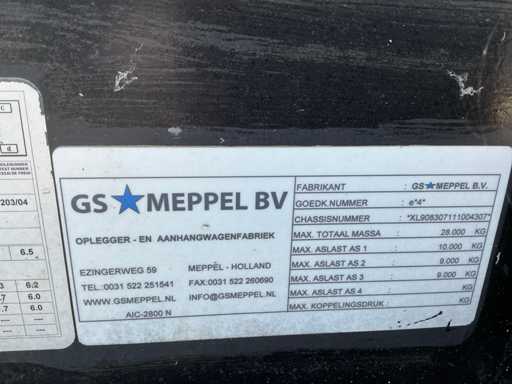 c
d
203/04
6.5
3 6.2
.7 6.0
.7 6.0
GS★MEPPEL BV
OPLEGGER - EN AANHANGWAGENFABRIEK
EZINGERWEG 59 MEPPEL - HOLLAND
TEL.:0031 522 251541 FAX:0031 522 260690
WWW.GSMEPPEL.NL INFO@GSMEPPEL.NL
AIC-2800 N
FABRIKANT : GS★MEPPEL B.V.
GOEDK.NUMMER : e*4*
CHASSISNUMMER : *XL908307111004307*
MAX. TOTAAL MASSA : 28.000 KG
MAX. ASLAST AS 1 : 10.000 KG
MAX. ASLAST AS 2 : 9.000 KG
MAX. ASLAST AS 3 : 9.000 KG
MAX. ASLAST AS 4 : KG
MAX. KOPPELINGSDRUK : KG